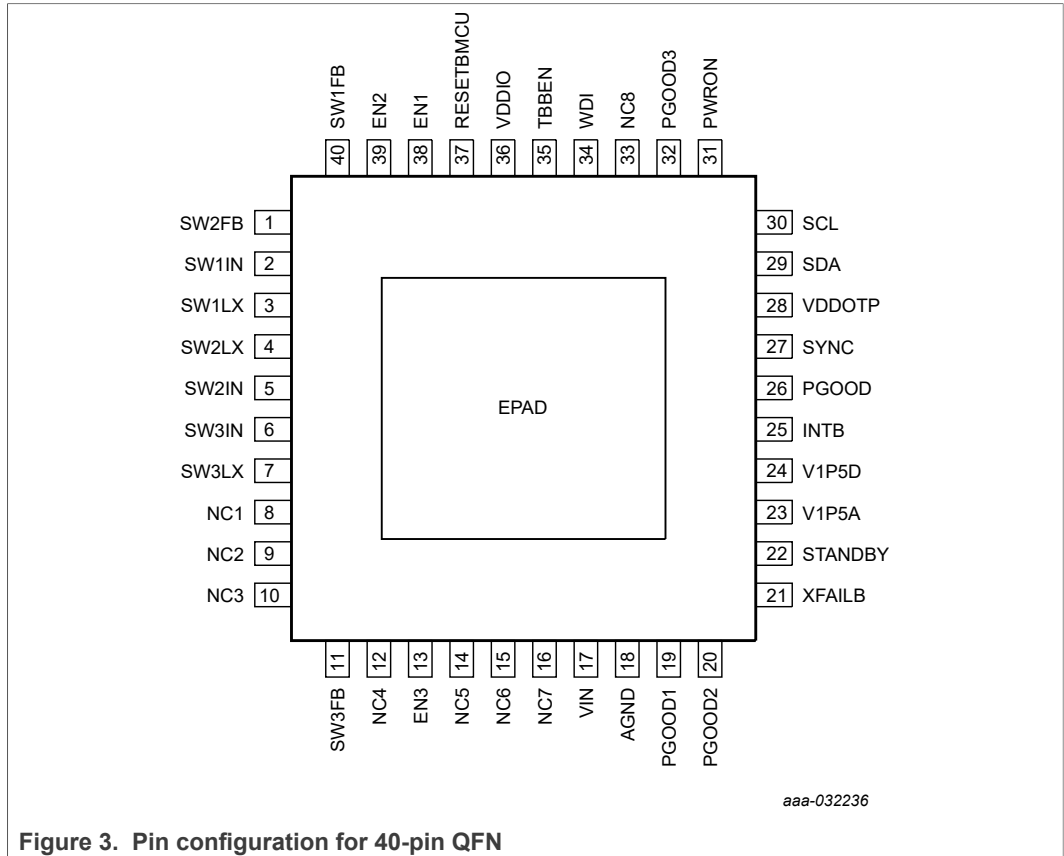 SW1FB
EN2
EN1
RESETBMCU
VDDIO
TBBEN
WDI
NC8
PGOOD3
PWRON
40
39
38
37
36
35
34
33
32
31
SW2FB 1
SW1IN 2
SW1LX 3
SW2LX 4
SW2IN 5
SW3IN 6
SW3LX 7
NC1 8
NC2 9
NC3 10
EPAD
30 SCL
29 SDA
28 VDDOTP
27 SYNC
26 PGOOD
25 INTB
24 V1P5D
23 V1P5A
22 STANDBY
21 XFAILB
11
12
13
14
15
16
17
18
19
20
SW3FB
NC4
EN3
NC5
NC6
NC7
VIN
AGND
PGOOD1
PGOOD2
aaa-032236
Figure 3. Pin configuration for 40-pin QFN